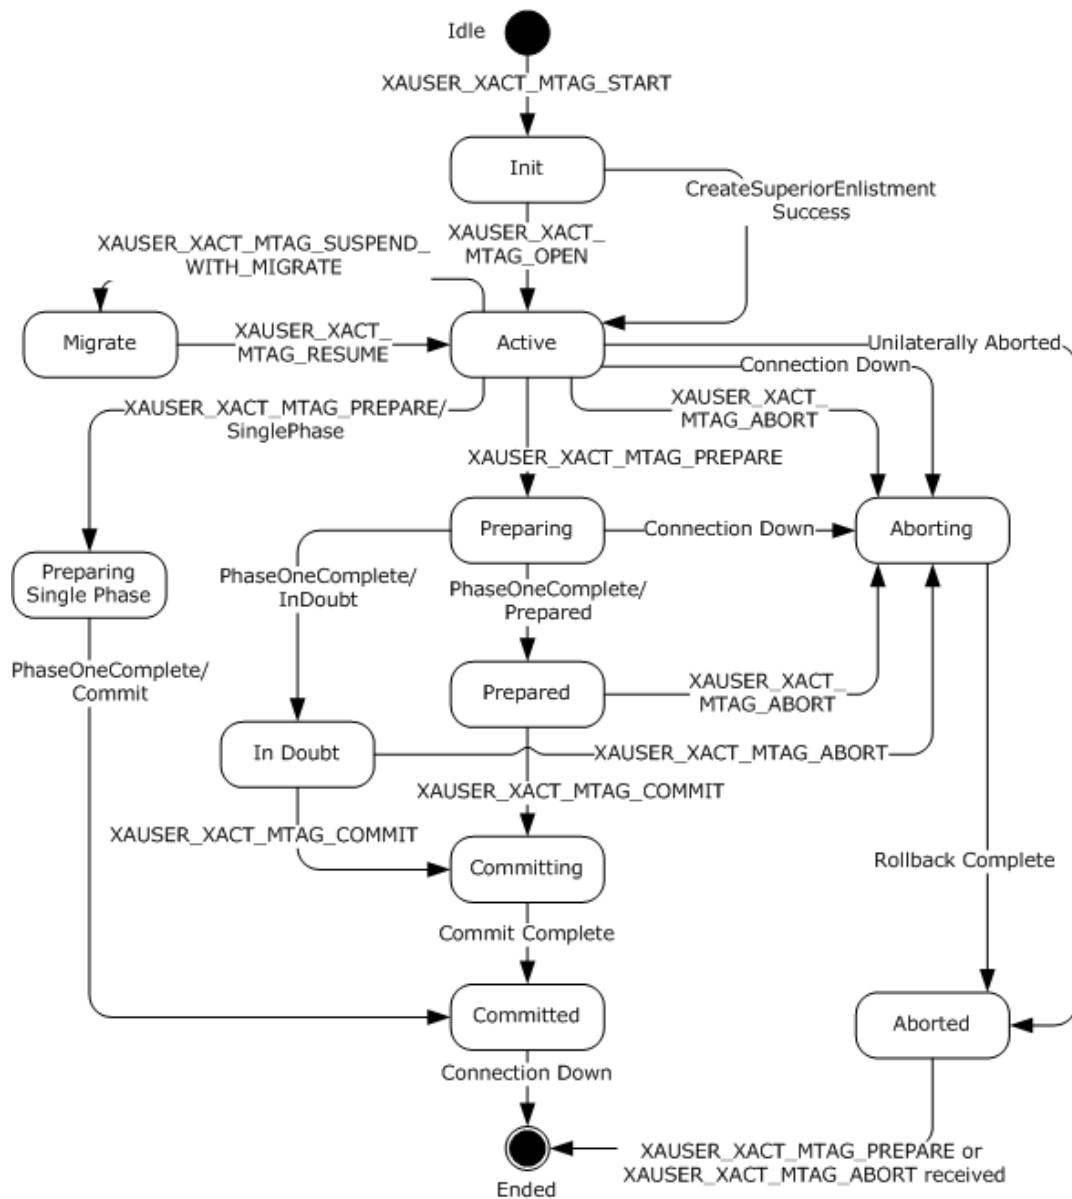 Idle
XAUSER_XACT_MTAG_START
Init
CreateSuperiorEnlistment
Success
XAUSER_XACT_
MTAG_OPEN
XAUSER_XACT_MTAG_SUSPEND_
WITH_MIGRATE
Migrate
XAUSER_XACT_
MTAG_RESUME
Active
Unilaterally Aborted
Connection Down
XAUSER_XACT_
MTAG_ABORT
XAUSER_XACT_MTAG_PREPARE/
SinglePhase
XAUSER_XACT_MTAG_PREPARE
Preparing
Connection Down
Aborting
Preparing
Single Phase
PhaseOneComplete/
InDoubt
PhaseOneComplete/
Prepared
PhaseOneComplete/
Commit
Prepared
XAUSER_XACT_
MTAG_ABORT
In Doubt
XAUSER_XACT_MTAG_ABORT
XAUSER_XACT_MTAG_COMMIT
XAUSER_XACT_MTAG_COMMIT
Committing
Rollback Complete
Commit Complete
Committed
Aborted
Connection Down
XAUSER_XACT_MTAG_PREPARE or
XAUSER_XACT_MTAG_ABORT received
Ended